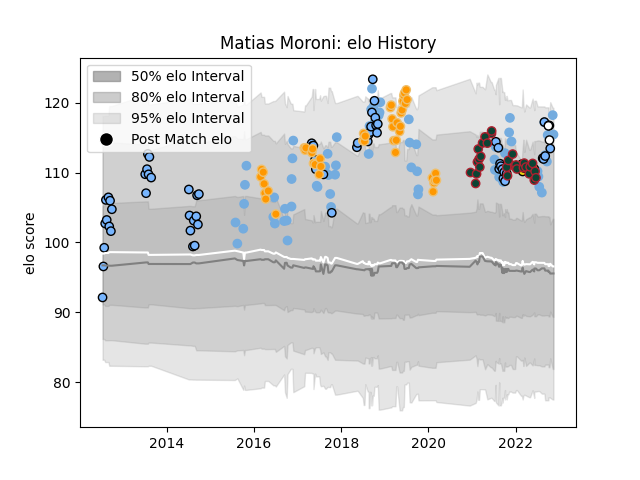 Matias Moroni: elo History
50% elo Interval
80% elo Interval
95% elo Interval
Post Match elo
elo score
120
110
100
90
80
2014 2016 2018 2020 2022